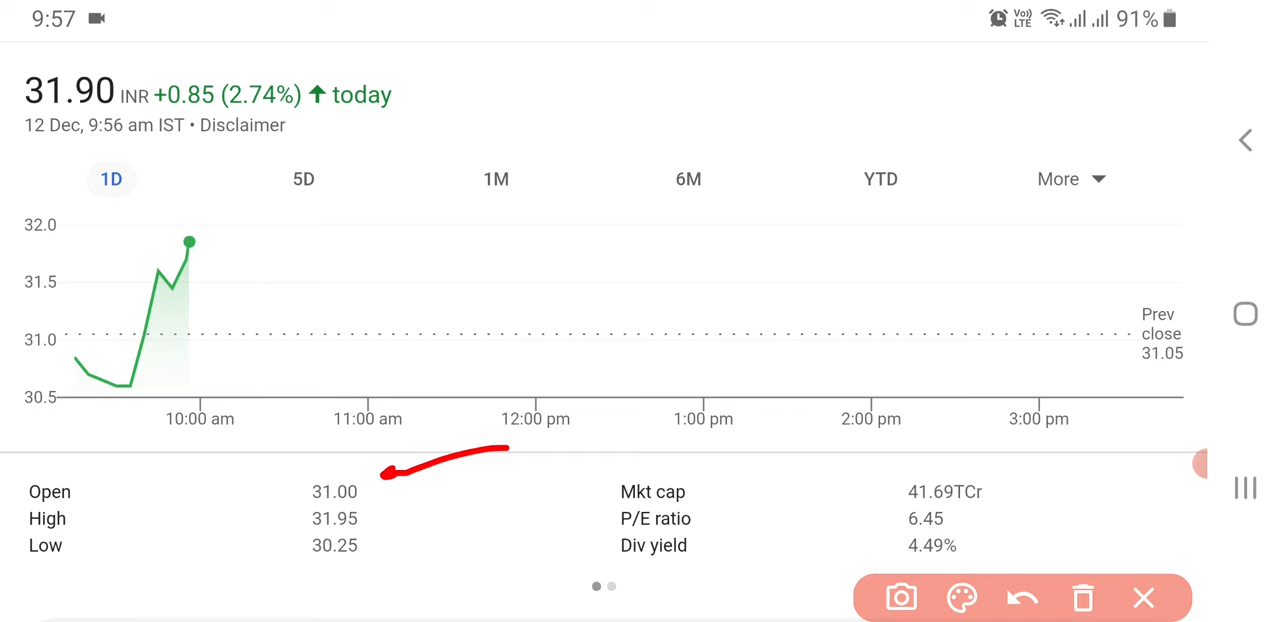 9:57 Vo)) LTE 91%
31.90 INR +0.85 (2.74%) ↑ today
12 Dec, 9:56 am IST • Disclaimer
1D 5D 1M 6M YTD More
32.0
31.5
31.0
30.5
Prev
close
31.05
10:00 am 11:00 am 12:00 pm 1:00 pm 2:00 pm 3:00 pm
Open 31.00 Mkt cap 41.69TCr
High 31.95 P/E ratio 6.45
Low 30.25 Div yield 4.49%